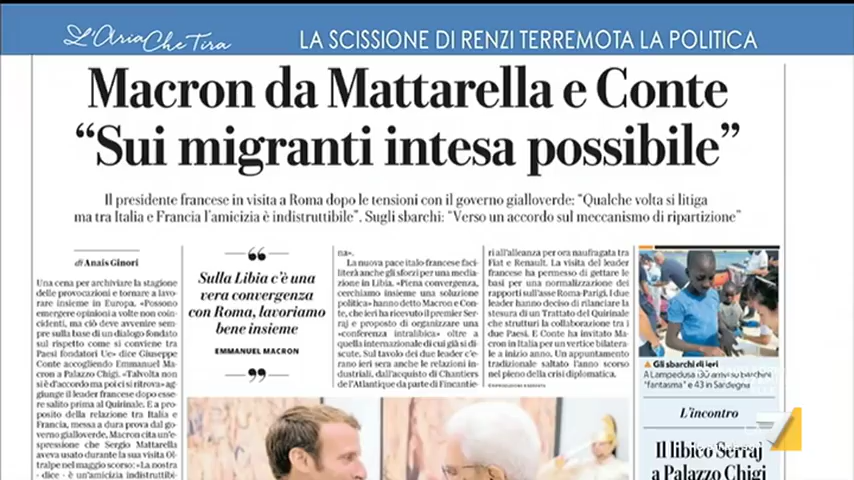 L'Aria Che Tira
LA SCISSIONE DI RENZI TERREMOTA LA POLITICA
Macron da Mattarella e Conte
“Sui migranti intesa possibile”
Il presidente francese in visita a Roma dopo le tensioni con il governo gialloverde: “Qualche volta si litiga
ma tra Italia e Francia l'amicizia è indistruttibile”. Sugli sbarchi: “Verso un accordo sul meccanismo di ripartizione”
di Anais Ginori
Una cena per archiviare la stagione
delle provocazioni e tornare a lavo-
rare insieme in Europa, «Possono
emergere opinioni a volte non coin-
cidenti, ma ciò deve avvenire sem-
pre sulla base di un dialogo fondato
sul rispetto come si conviene tra
Paesi fondatori Ue» dice Giuseppe
Conte accogliendo Emmanuel Ma-
cron a Palazzo Chigi. «Talvolta non
si è d'accordo ma poi ci si ritrova» ag-
giunge il leader francese dopo esse-
re salito prima al Quirinale. E a pro-
posito della relazione tra Italia e
Francia, messa a dura prova dal go-
verno gialloverde, Macron cita un'e-
spressione che Sergio Mattarella
aveva usato durante la sua visita Ol-
tralpe nel maggio scorso: «La nostra
- dice - è un'amicizia indistruttibi-
“
Sulla Libia c'è una
vera convergenza
con Roma, lavoriamo
bene insieme
EMMANUEL MACRON
”
na».
La nuova pace italo-francese faci-
literà anche gli sforzi per una media-
zione in Libia. «Piena convergenza,
cerchiamo insieme una soluzione
politica» hanno detto Macron e Con-
te, che ieri ha ricevuto il premier Ser-
raj e proposto di organizzare una
«conferenza intralibica» oltre a
quella internazionale di cui già si di-
scute. Sul tavolo dei due leader c'e-
rano ieri sera anche le relazioni in-
dustriali, dall'acquisto di Chantiers
de l'Atlantique da parte di Fincantie-
ri all'alleanza per ora naufragata tra
Fiat e Renault. La visita del leader
francese ha permesso di gettare le
basi per una normalizzazione dei
rapporti sull'asse Roma-Parigi. I due
leader hanno deciso di rilanciare la
stesura di un Trattato del Quirinale
che strutturi la collaborazione tra i
due Paesi. E Conte ha invitato Ma-
cron in Italia per un vertice bilatera-
le a inizio anno. Un appuntamento
tradizionale saltato l'anno scorso
nel pieno della crisi diplomatica.
©RIPRODUZIONE RISERVATA
Gli sbarchi di ieri
A Lampedusa
"fantasma" e 43 in Sardegna
L'incontro
Il libico Serraj
a Palazzo Chigi